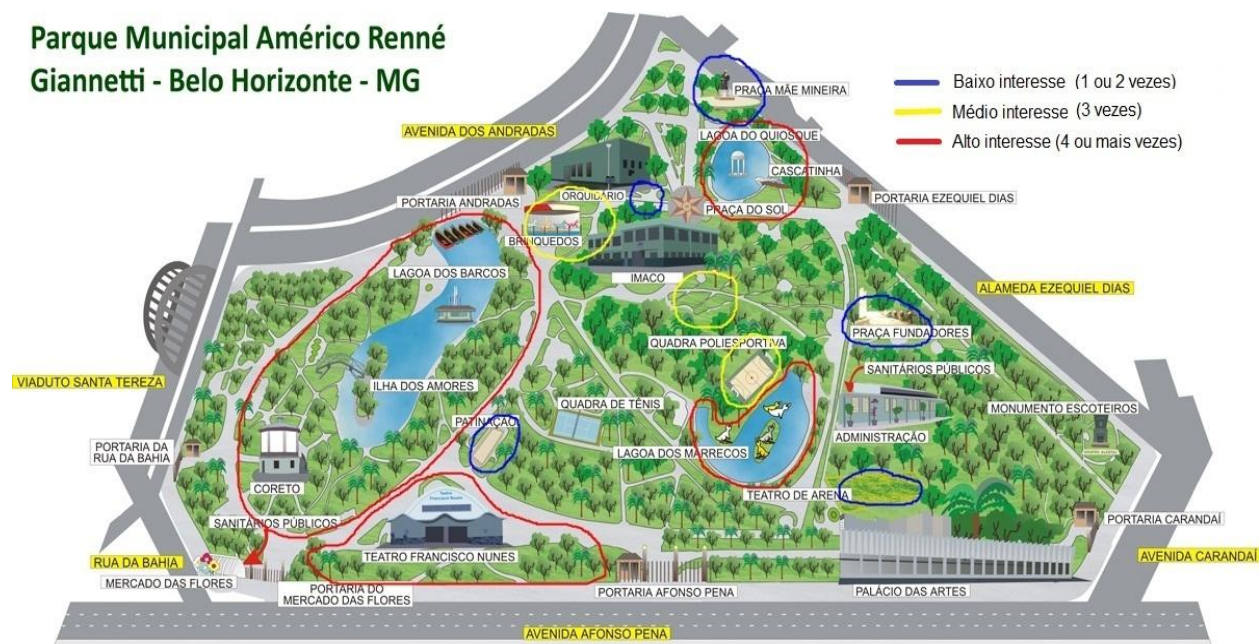 Parque Municipal Américo Renné
Giannetti - Belo Horizonte - MG
Baixo interesse (1 ou 2 vezes)
Médio interesse (3 vezes)
Alto interesse (4 ou mais vezes)
PRAÇA MÃE MINEIRA
AVENIDA DOS ANDRADAS
LAGOA DO QUIOSQUE
CASCATINHA
ORQUIDÁRIO
PORTARIA ANDRADAS
PRAÇA DO SOL
PORTARIA EZEQUIEL DIAS
BRINQUEDOS
IMACO
LAGOA DOS BARCOS
ALAMEDA EZEQUIEL DIAS
PRAÇA FUNDADORES
QUADRA POLIESPORTIVA
SANITÁRIOS PÚBLICOS
VIADUTO SANTA TEREZA
ILHA DOS AMORES
QUADRA DE TÊNIS
MONUMENTO ESCOTEIROS
PATINAÇÃO
ADMINISTRAÇÃO
PORTARIA DA
RUA DA BAHIA
LAGOA DOS MARRECOS
CORETO
TEATRO DE ARENA
Teatro
Francisco Nunes
SANITÁRIOS PÚBLICOS
PORTARIA CARANDAÍ
TEATRO FRANCISCO NUNES
AVENIDA CARANDAÍ
RUA DA BAHIA
MERCADO DAS FLORES
PORTARIA DO
MERCADO DAS FLORES
PORTARIA AFONSO PENA
PALÁCIO DAS ARTES
AVENIDA AFONSO PENA